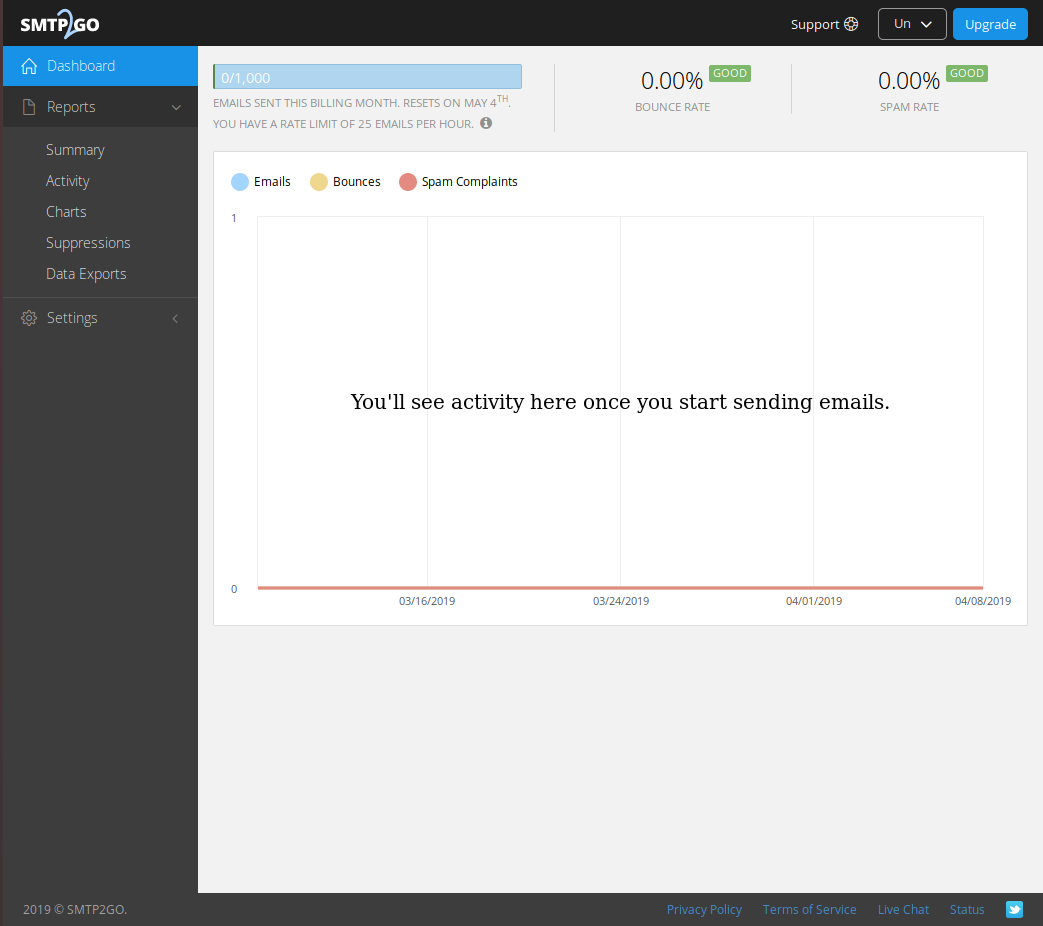 SMTP2GO
Support
Un
Upgrade
Dashboard
Reports
Summary
Activity
Charts
Suppressions
Data Exports
Settings
0/1,000
EMAILS SENT THIS BILLING MONTH. RESETS ON MAY 4TH.
YOU HAVE A RATE LIMIT OF 25 EMAILS PER HOUR.
0.00% GOOD
BOUNCE RATE
0.00% GOOD
SPAM RATE
Emails Bounces Spam Complaints
1
You'll see activity here once you start sending emails.
0
03/16/2019 03/24/2019 04/01/2019 04/08/2019
2019 © SMTP2GO.
Privacy Policy Terms of Service Live Chat Status